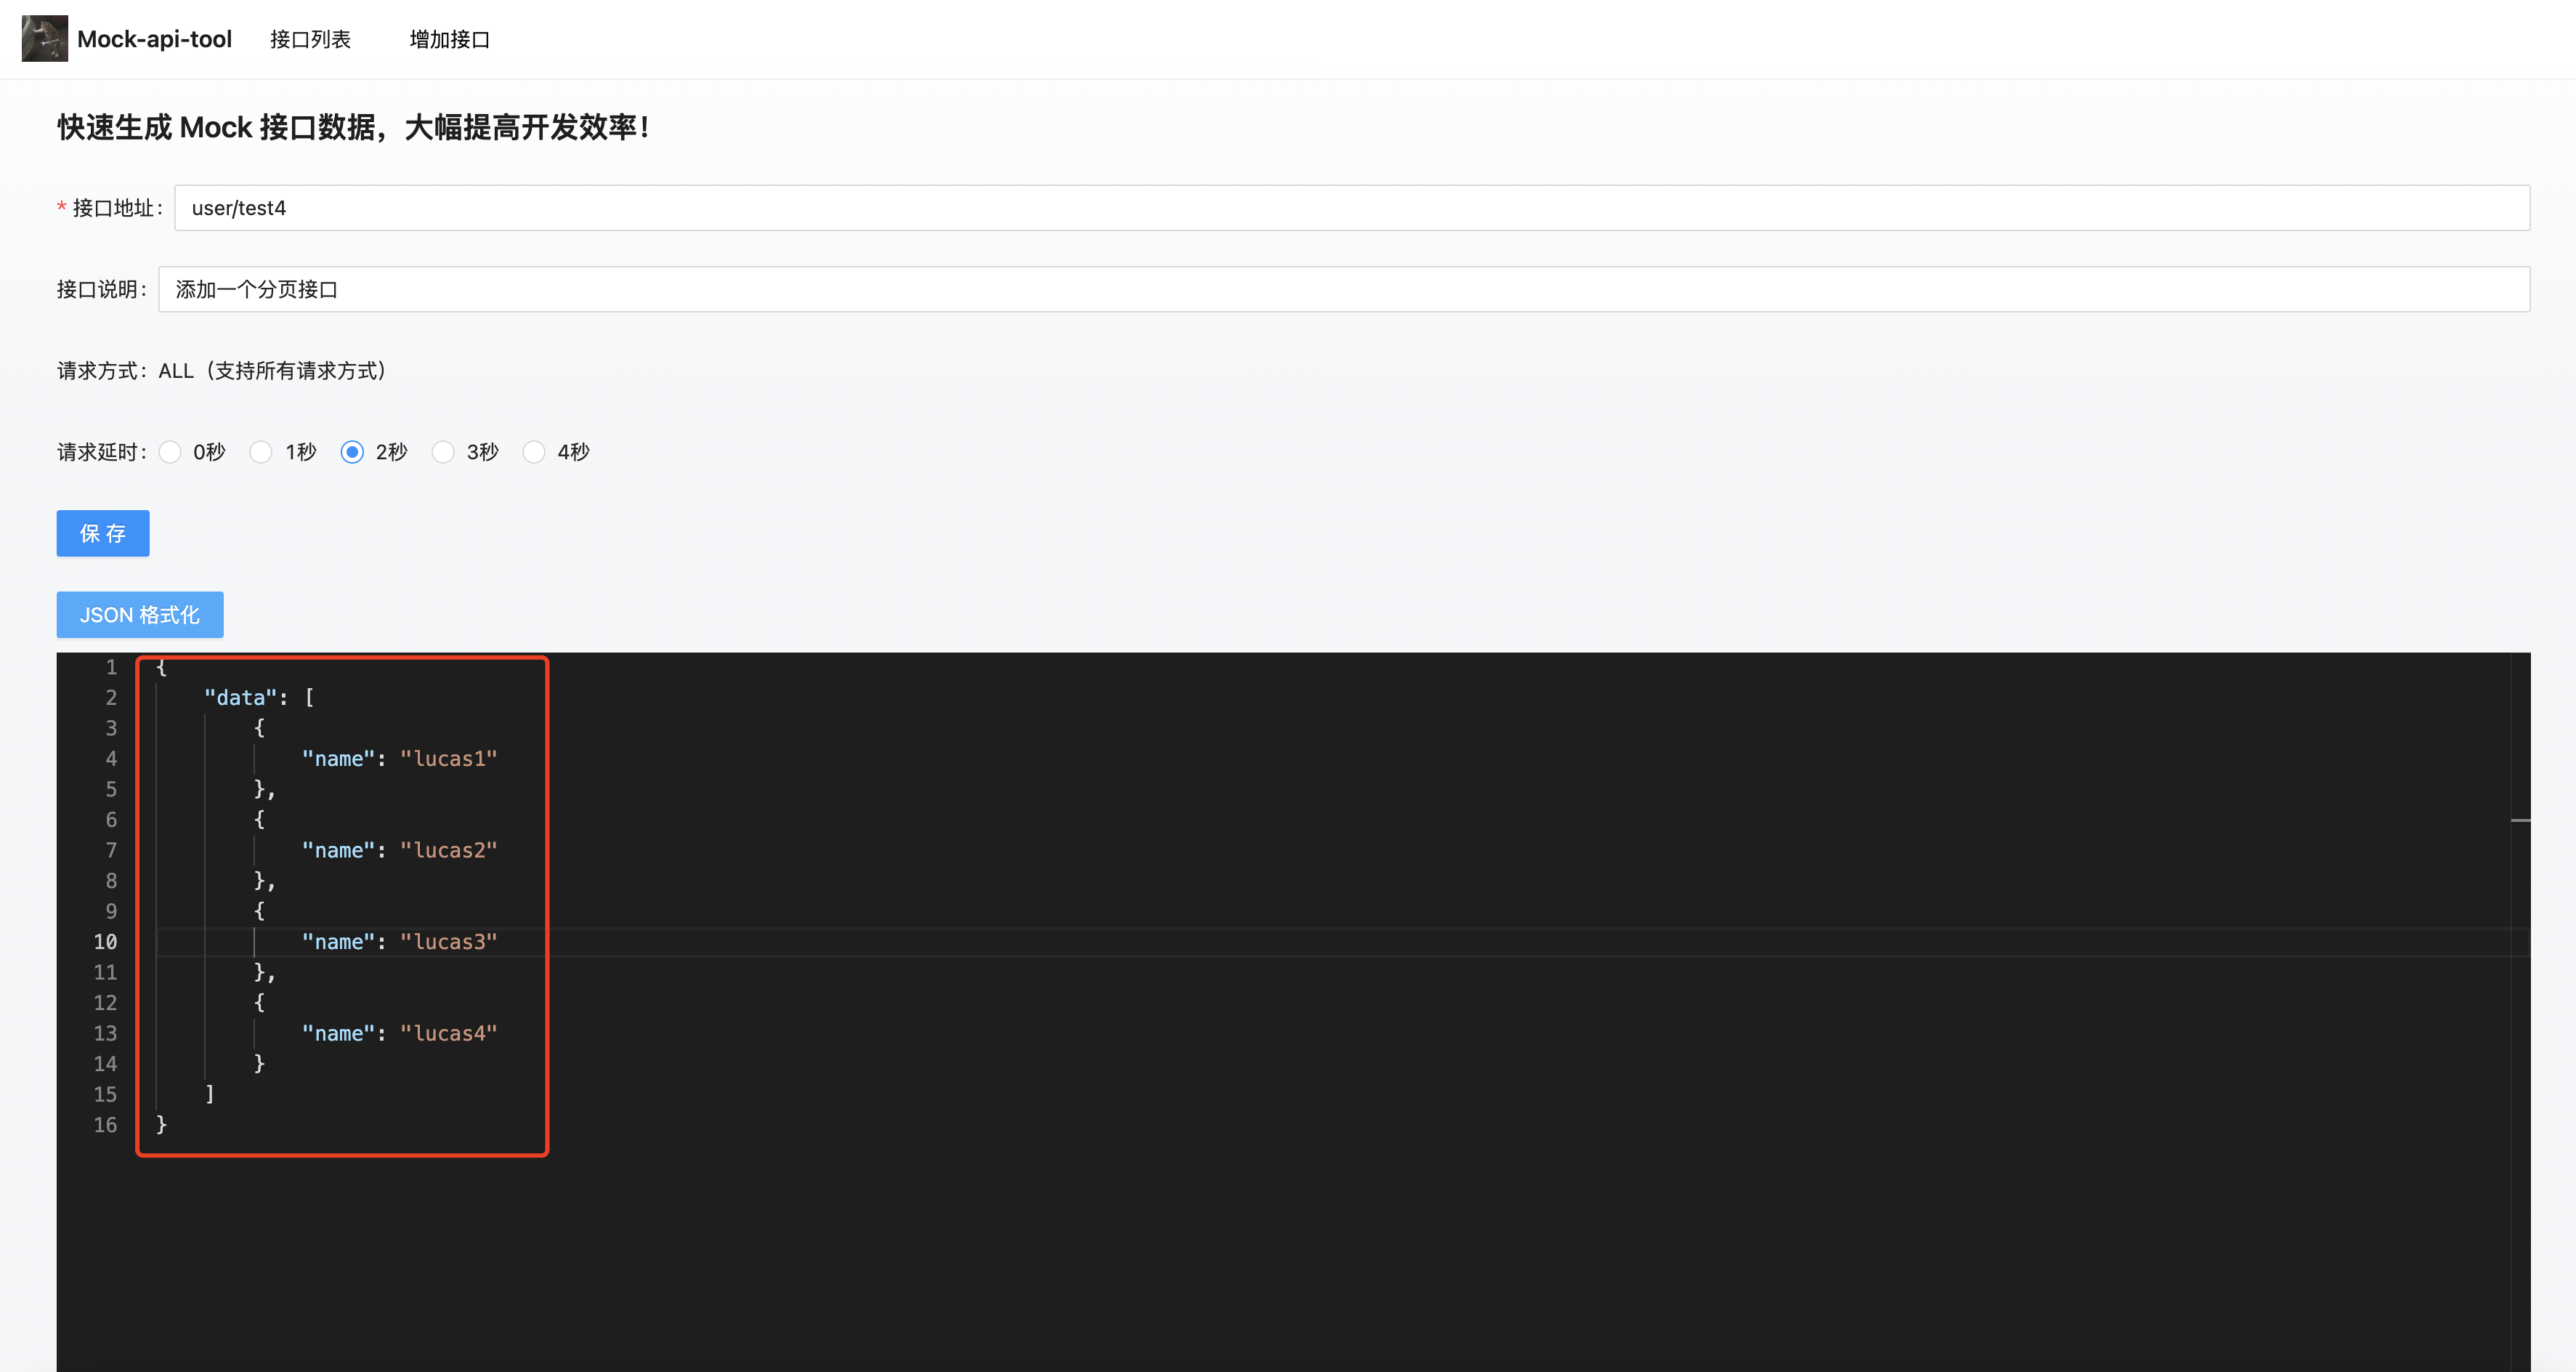 Mock-api-tool 接口列表 增加接口
快速生成 Mock 接口数据，大幅提高开发效率！
* 接口地址： user/test4
接口说明： 添加一个分页接口
请求方式： ALL（支持所有请求方式）
请求延时： 0秒 1秒 2秒 3秒 4秒
保 存
JSON 格式化
1 {
2 "data": [
3 {
4 "name": "lucas1"
5 },
6 {
7 "name": "lucas2"
8 },
9 {
10 "name": "lucas3"
11 },
12 {
13 "name": "lucas4"
14 }
15 ]
16 }